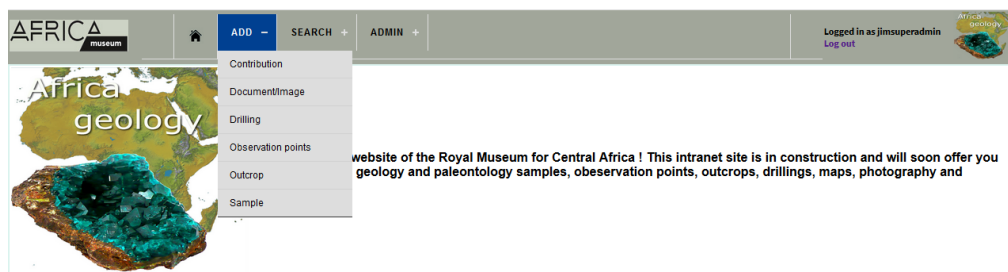 AFRICA
museum
ADD –
SEARCH +
ADMIN +
Logged in as jimsuperadmin
Log out
Africa
geology
Contribution
Document/Image
Drilling
Observation points
Outcrop
Sample
Africa
geology
website of the Royal Museum for Central Africa ! This intranet site is in construction and will soon offer you
geology and paleontology samples, obeservation points, outcrops, drillings, maps, photography and